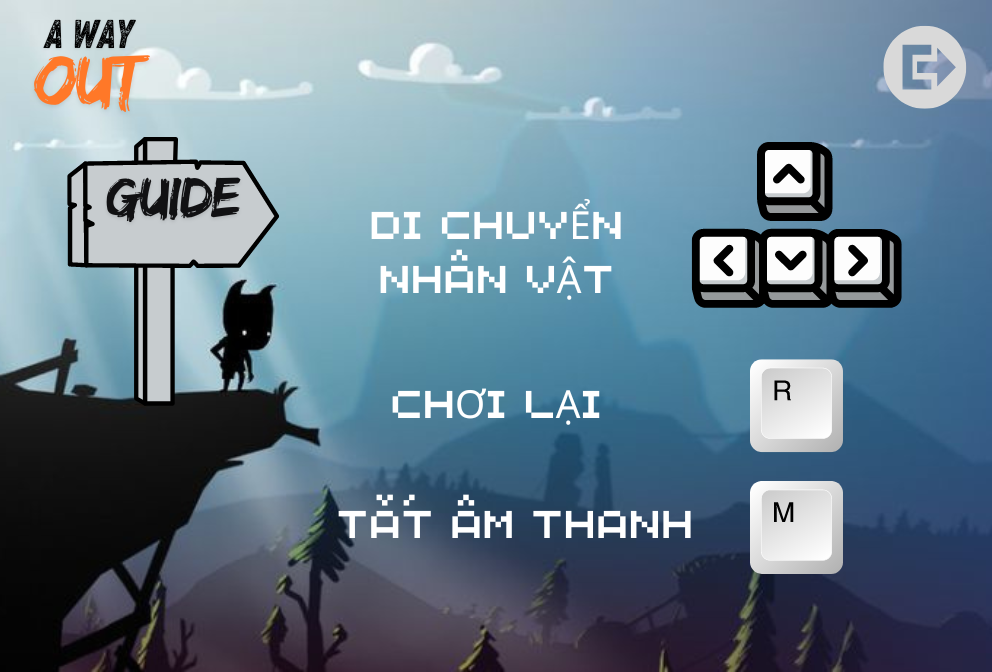 A WAY
OUT
GUIDE
DI CHUYỂN
NHÂN VẬT
CHƠI LẠI
R
TẮT ÂM THANH
M